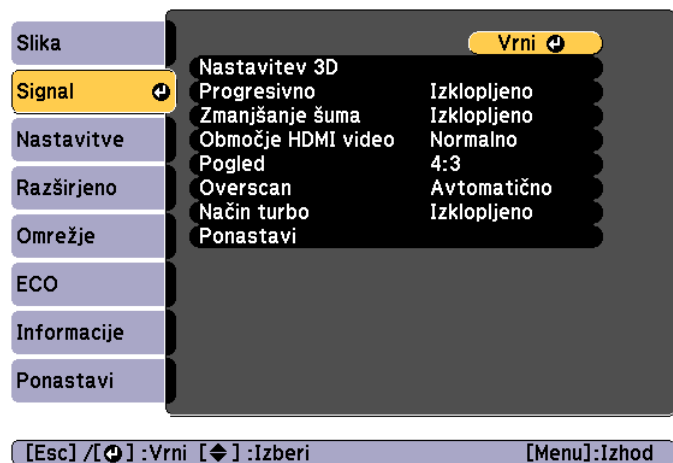 Slika
Signal
Nastavitve
Razširjeno
Omrežje
ECO
Informacije
Ponastavi
Vrni
Nastavitev 3D
Progresivno Izklopljeno
Zmanjšanje šuma Izklopljeno
Območje HDMI video Normalno
Pogled 4:3
Overscan Avtomatično
Način turbo Izklopljeno
Ponastavi
[Esc] /[ ] :Vrni [ ] :Izberi [Menu]:Izhod